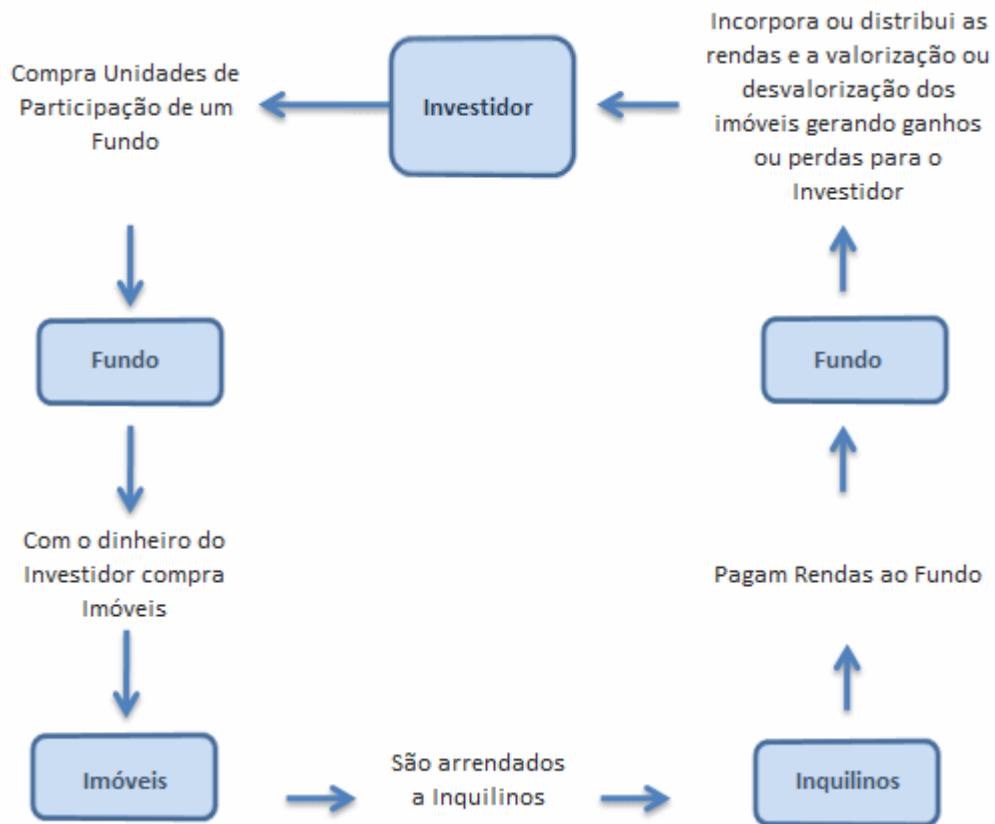 Investidor
Compra Unidades de
Participação de um
Fundo
Fundo
Com o dinheiro do
Investidor compra
Imóveis
Imóveis
São arrendados
a Inquilinos
Inquilinos
Pagam Rendas ao Fundo
Fundo
Incorpora ou distribui as
rendas e a valorização ou
desvalorização dos
imóveis gerando ganhos
ou perdas para o
Investidor